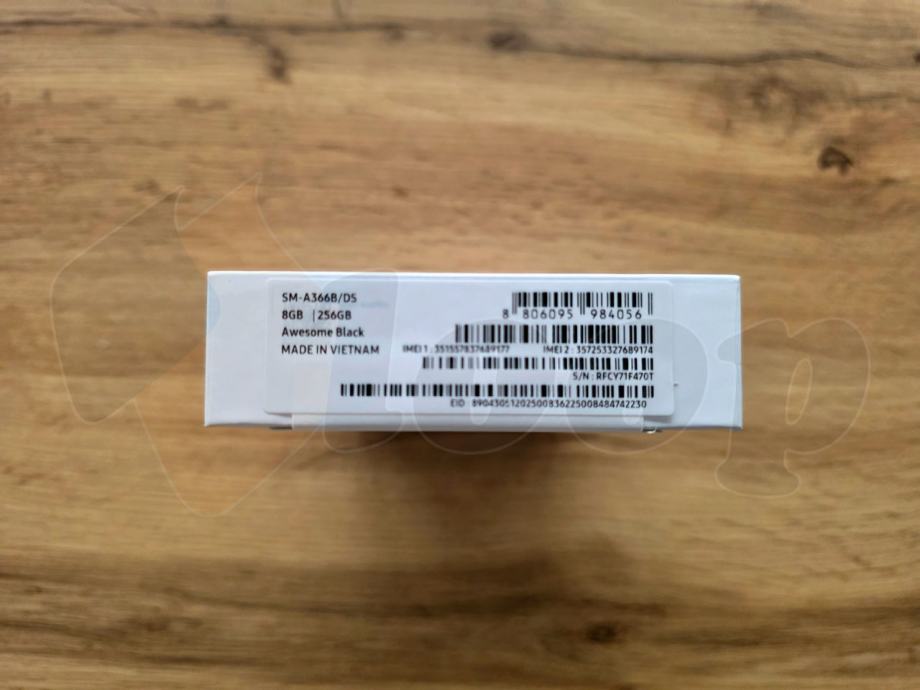 SM-A366B/DS
8GB | 256GB
Awesome Black
MADE IN VIETNAM
8 806095 984056
IMEI 1 : 351557837689177 IMEI 2 : 357253327689174
S/N : RFCY71F470T
EID 89043051202500836225008484742230
loop